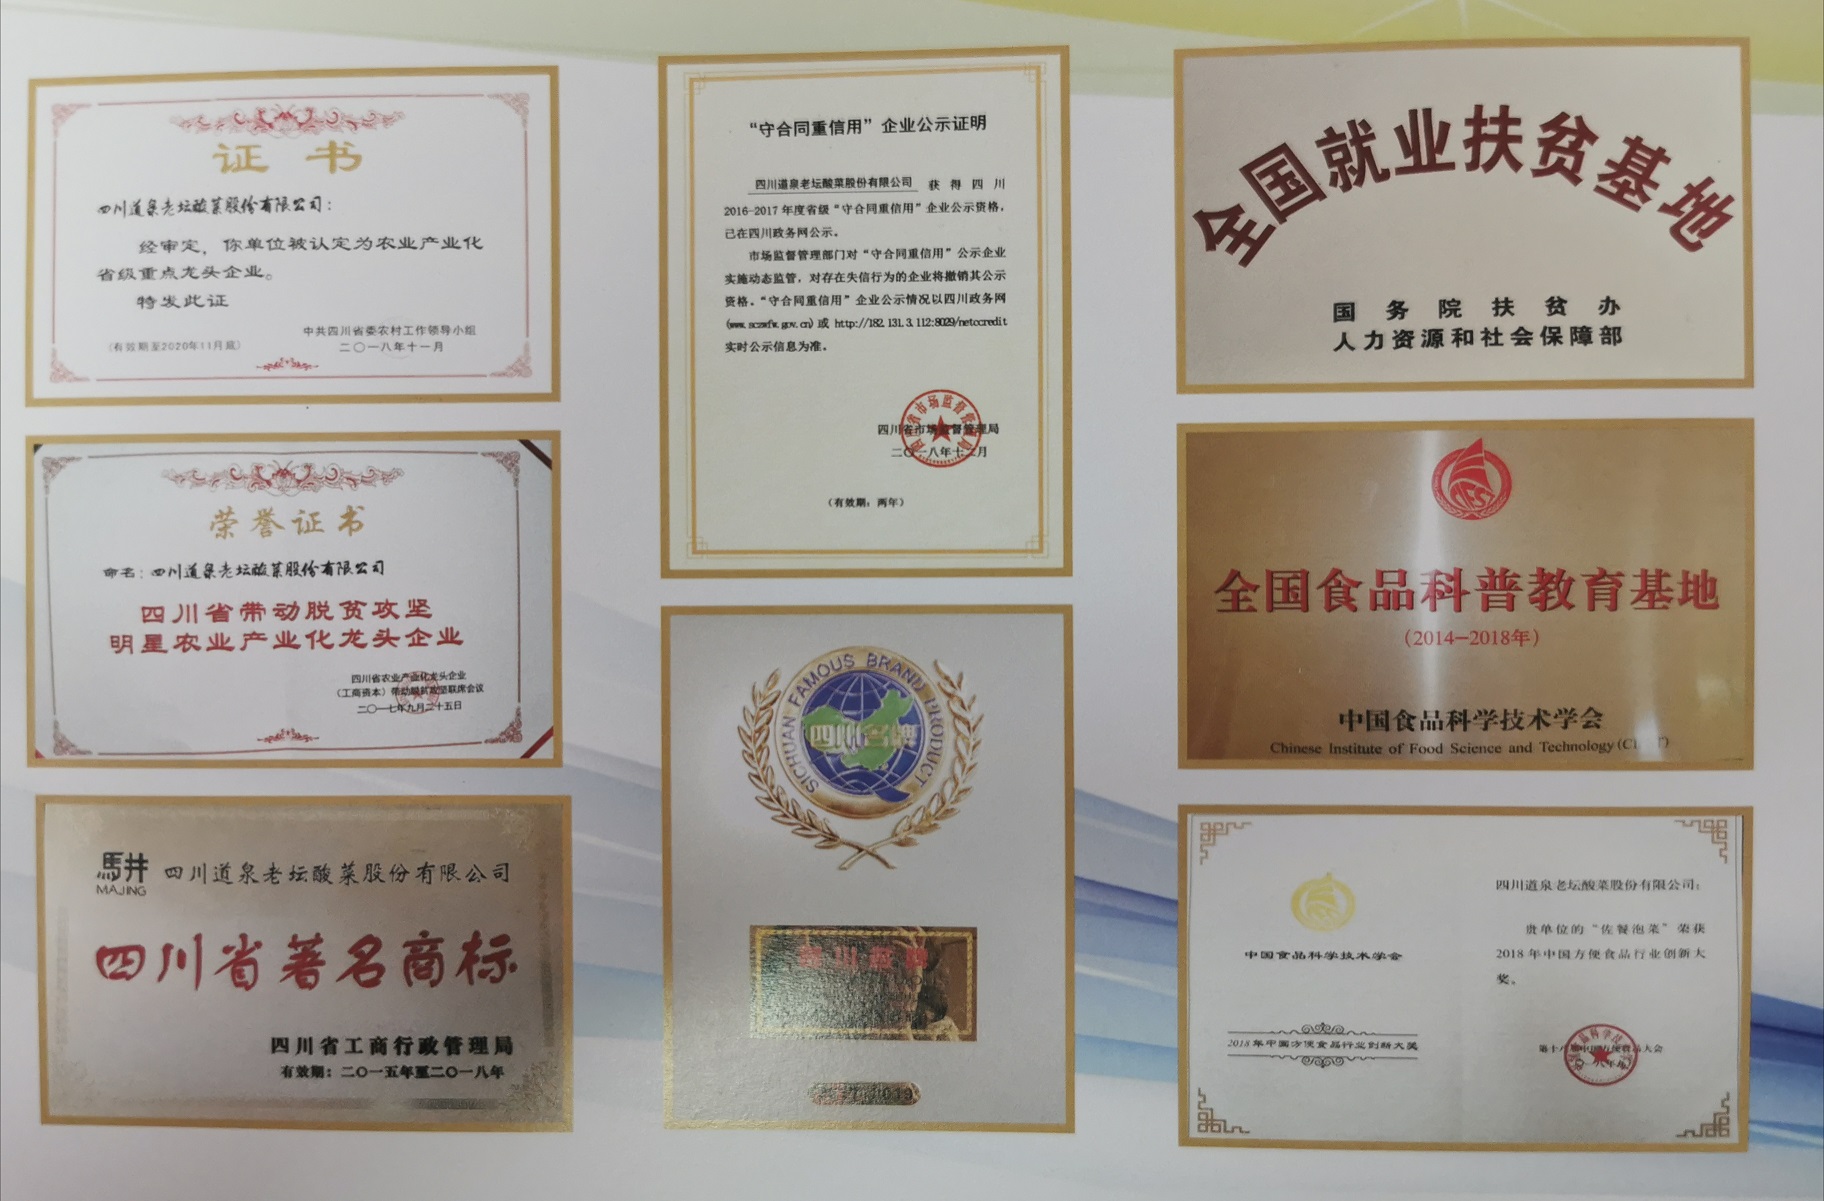 证书
四川道泉老坛酸菜股份有限公司：
经审定，你单位被认定为农业产业化
省级重点龙头企业。
特发此证
中共四川省委农村工作领导小组
(有效期至2020年11月底)
二〇一八年十一月
荣誉证书
命名：四川道泉老坛酸菜股份有限公司
四川省带动脱贫攻坚
明星农业产业化龙头企业
四川省农业产业化龙头企业
（工商资本）带动脱贫攻坚联席会议
二〇一七年九月二十五日
馬井
MAJING
四川道泉老坛酸菜股份有限公司
四川省著名商标
四川省工商行政管理局
有效期：二〇一五年至二〇一八年
“守合同重信用”企业公示证明
四川道泉老坛酸菜股份有限公司 获得四川
2016-2017年度省级“守合同重信用”企业公示资格，
已在四川政务网公示。
市场监督管理部门对“守合同重信用”公示企业
实施动态监管，对存在失信行为的企业将撤销其公示
资格。“守合同重信用”企业公示情况以四川政务网
(www.sczwfw.gov.cn)或 http://182.131.3.112:8029/netccredit
实时公示信息为准。
四川省市场监督管理局
二〇一八年十二月
（有效期：两年）
SICHUAN FAMOUS BRAND PRODUCT
四川名牌
全国就业扶贫基地
国务院扶贫办
人力资源和社会保障部
全国食品科普教育基地
（2014—2018年）
中国食品科学技术学会
Chinese Institute of Food Science and Technology
中国食品科学技术学会
2018年中国方便食品行业创新大奖
四川道泉老坛酸菜股份有限公司：
贵单位的“佐餐泡菜”荣获
2018年中国方便食品行业创新大
奖。